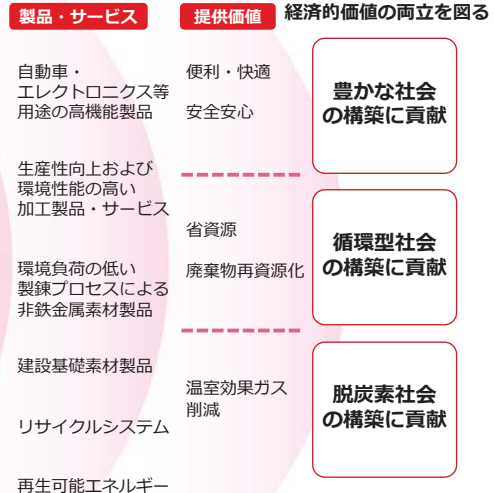 製品・サービス
提供価値
経済的価値の両立を図る
自動車・
エレクトロニクス等
用途の高機能製品
生産性向上および
環境性能の高い
加工製品・サービス
環境負荷の低い
製錬プロセスによる
非鉄金属素材製品
建設基礎素材製品
リサイクルシステム
再生可能エネルギー
便利・快適
安全安心
省資源
廃棄物再資源化
温室効果ガス
削減
豊かな社会
の構築に貢献
循環型社会
の構築に貢献
脱炭素社会
の構築に貢献